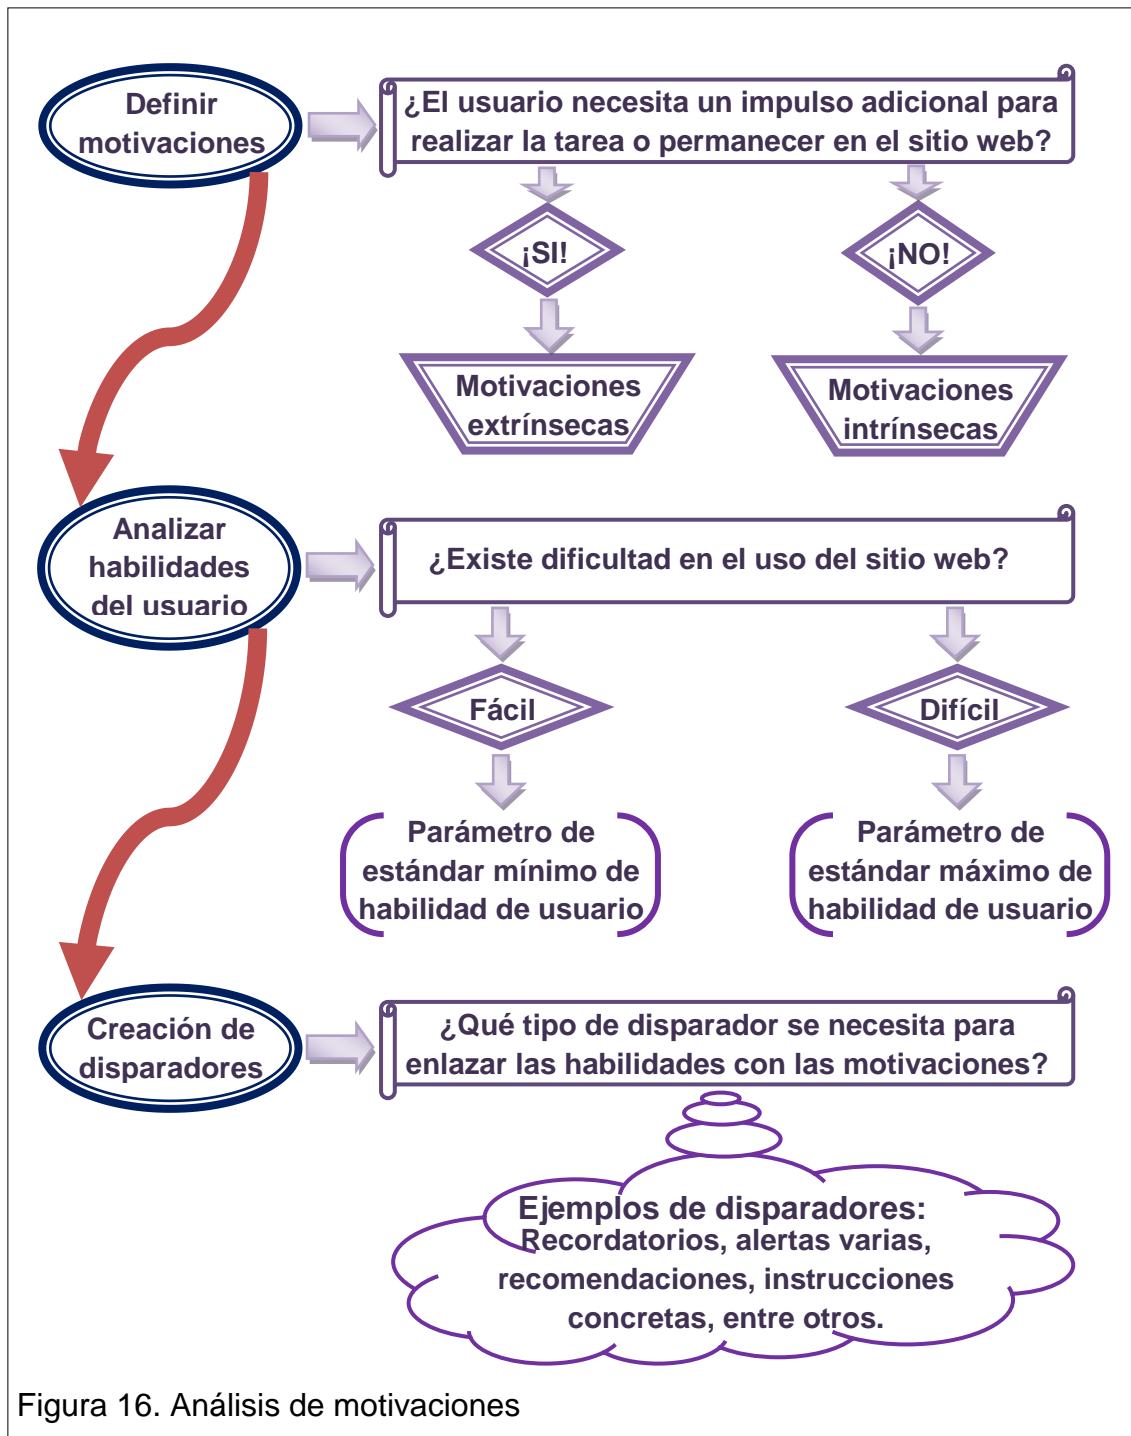 Definir
motivaciones
¿El usuario necesita un impulso adicional para
realizar la tarea o permanecer en el sitio web?
¡SI!
¡NO!
Motivaciones
extrínsecas
Motivaciones
intrínsecas
Analizar
habilidades
del usuario
¿Existe dificultad en el uso del sitio web?
Fácil
Difícil
Parámetro de
estándar mínimo de
habilidad de usuario
Parámetro de
estándar máximo de
habilidad de usuario
Creación de
disparadores
¿Qué tipo de disparador se necesita para
enlazar las habilidades con las motivaciones?
Ejemplos de disparadores:
Recordatorios, alertas varias,
recomendaciones, instrucciones
concretas, entre otros.
Figura 16. Análisis de motivaciones